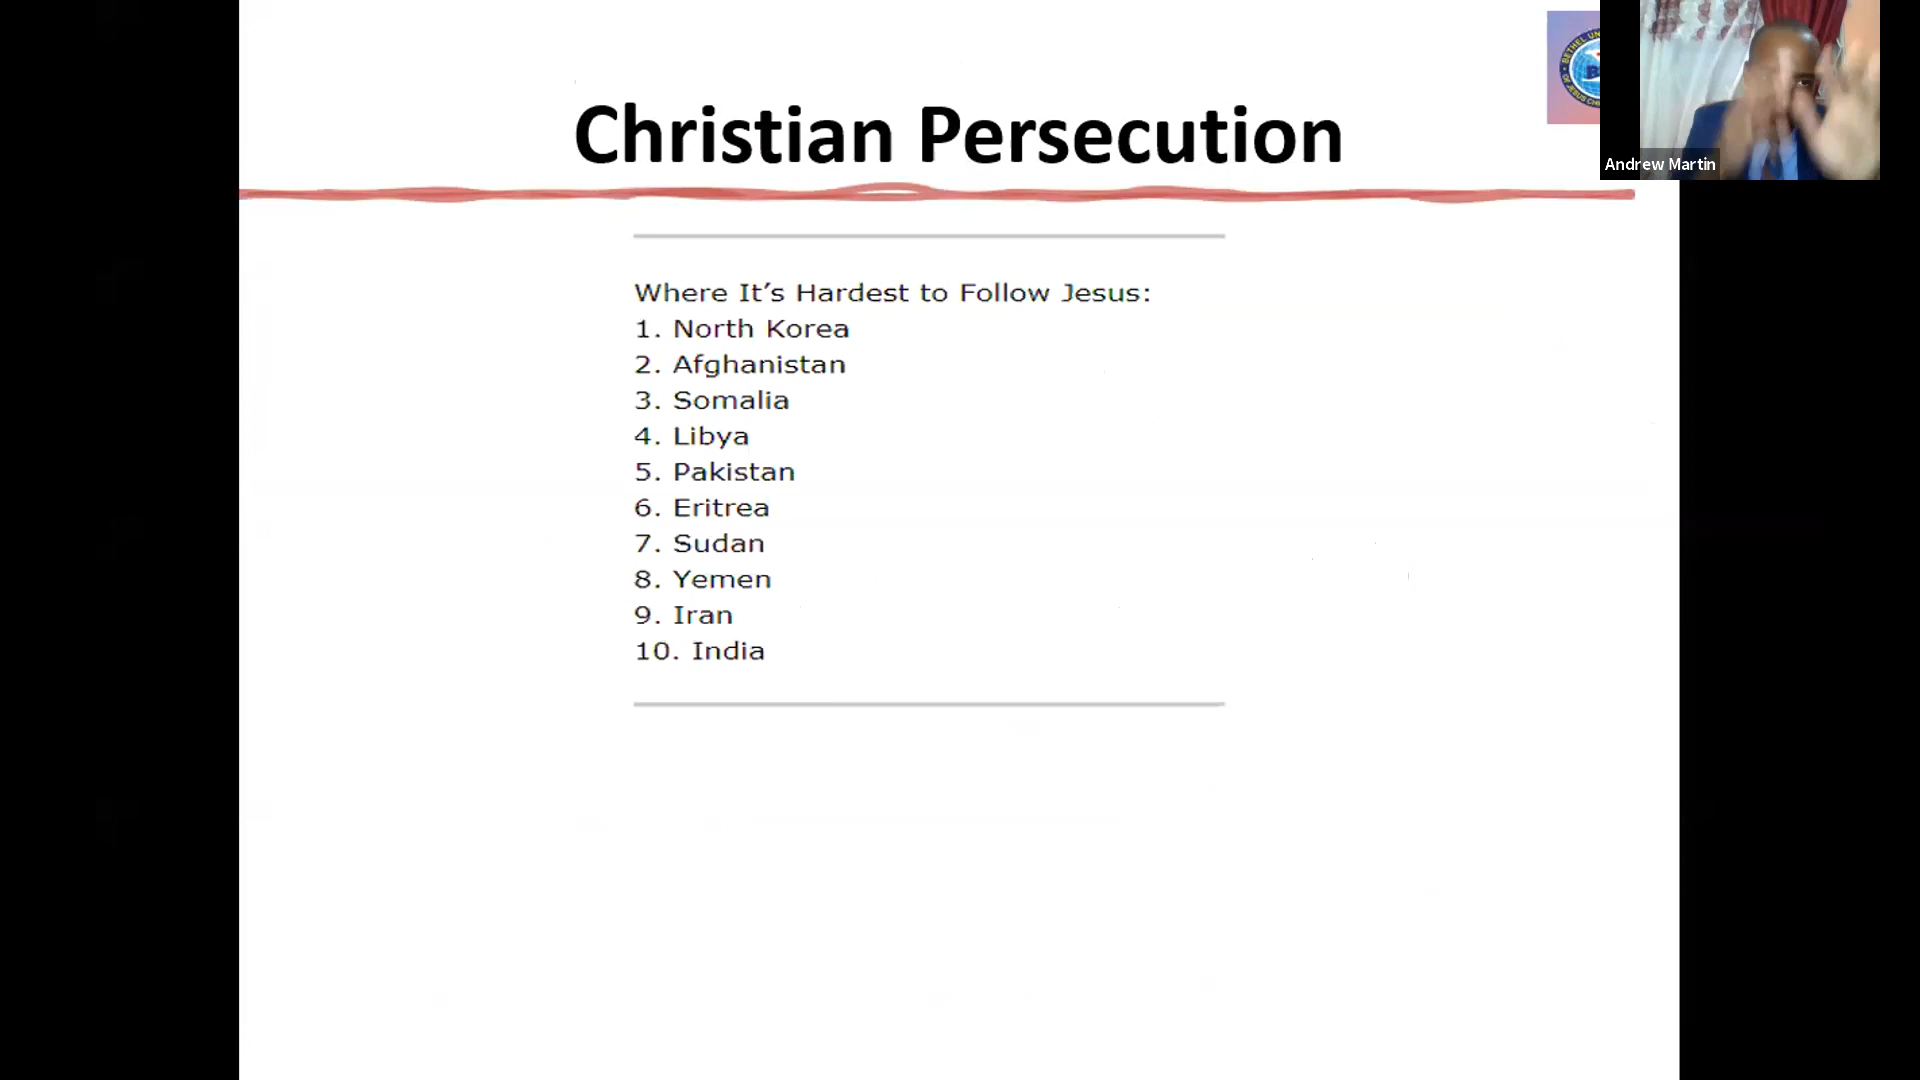 Christian Persecution
Andrew Martin
Where It’s Hardest to Follow Jesus:
1. North Korea
2. Afghanistan
3. Somalia
4. Libya
5. Pakistan
6. Eritrea
7. Sudan
8. Yemen
9. Iran
10. India